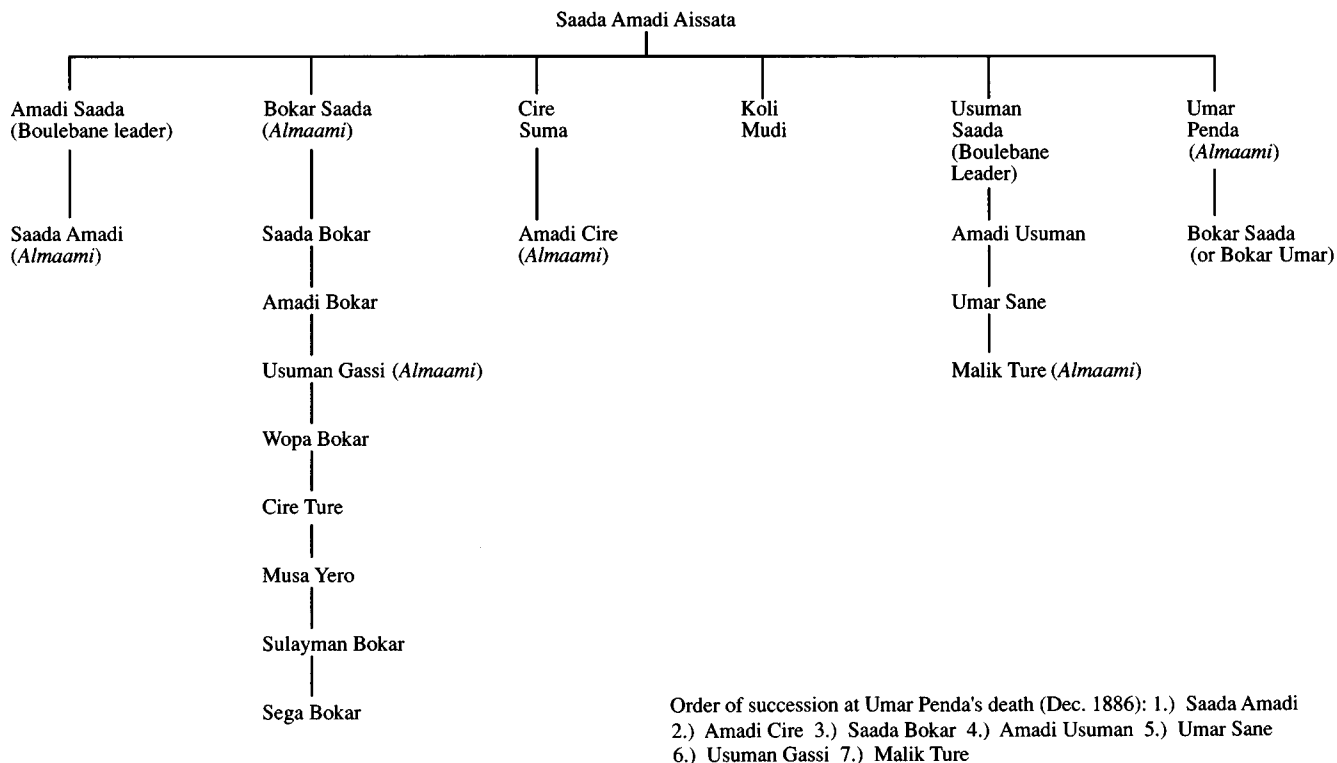 Saada Amadi Aissata
Amadi Saada
(Boulebane leader)
Bokar Saada
(Almaami)
Cire
Suma
Koli
Mudi
Usuman
Saada
(Boulebane
Leader)
Umar
Penda
(Almaami)
Saada Amadi
(Almaami)
Saada Bokar
Amadi Cire
(Almaami)
Amadi Usuman
Bokar Saada
(or Bokar Umar)
Amadi Bokar
Umar Sane
Usuman Gassi (Almaami)
Malik Ture (Almaami)
Wopa Bokar
Cire Ture
Musa Yero
Sulayman Bokar
Sega Bokar
Order of succession at Umar Penda's death (Dec. 1886): 1.) Saada Amadi
2.) Amadi Cire 3.) Saada Bokar 4.) Amadi Usuman 5.) Umar Sane
6.) Usuman Gassi 7.) Malik Ture